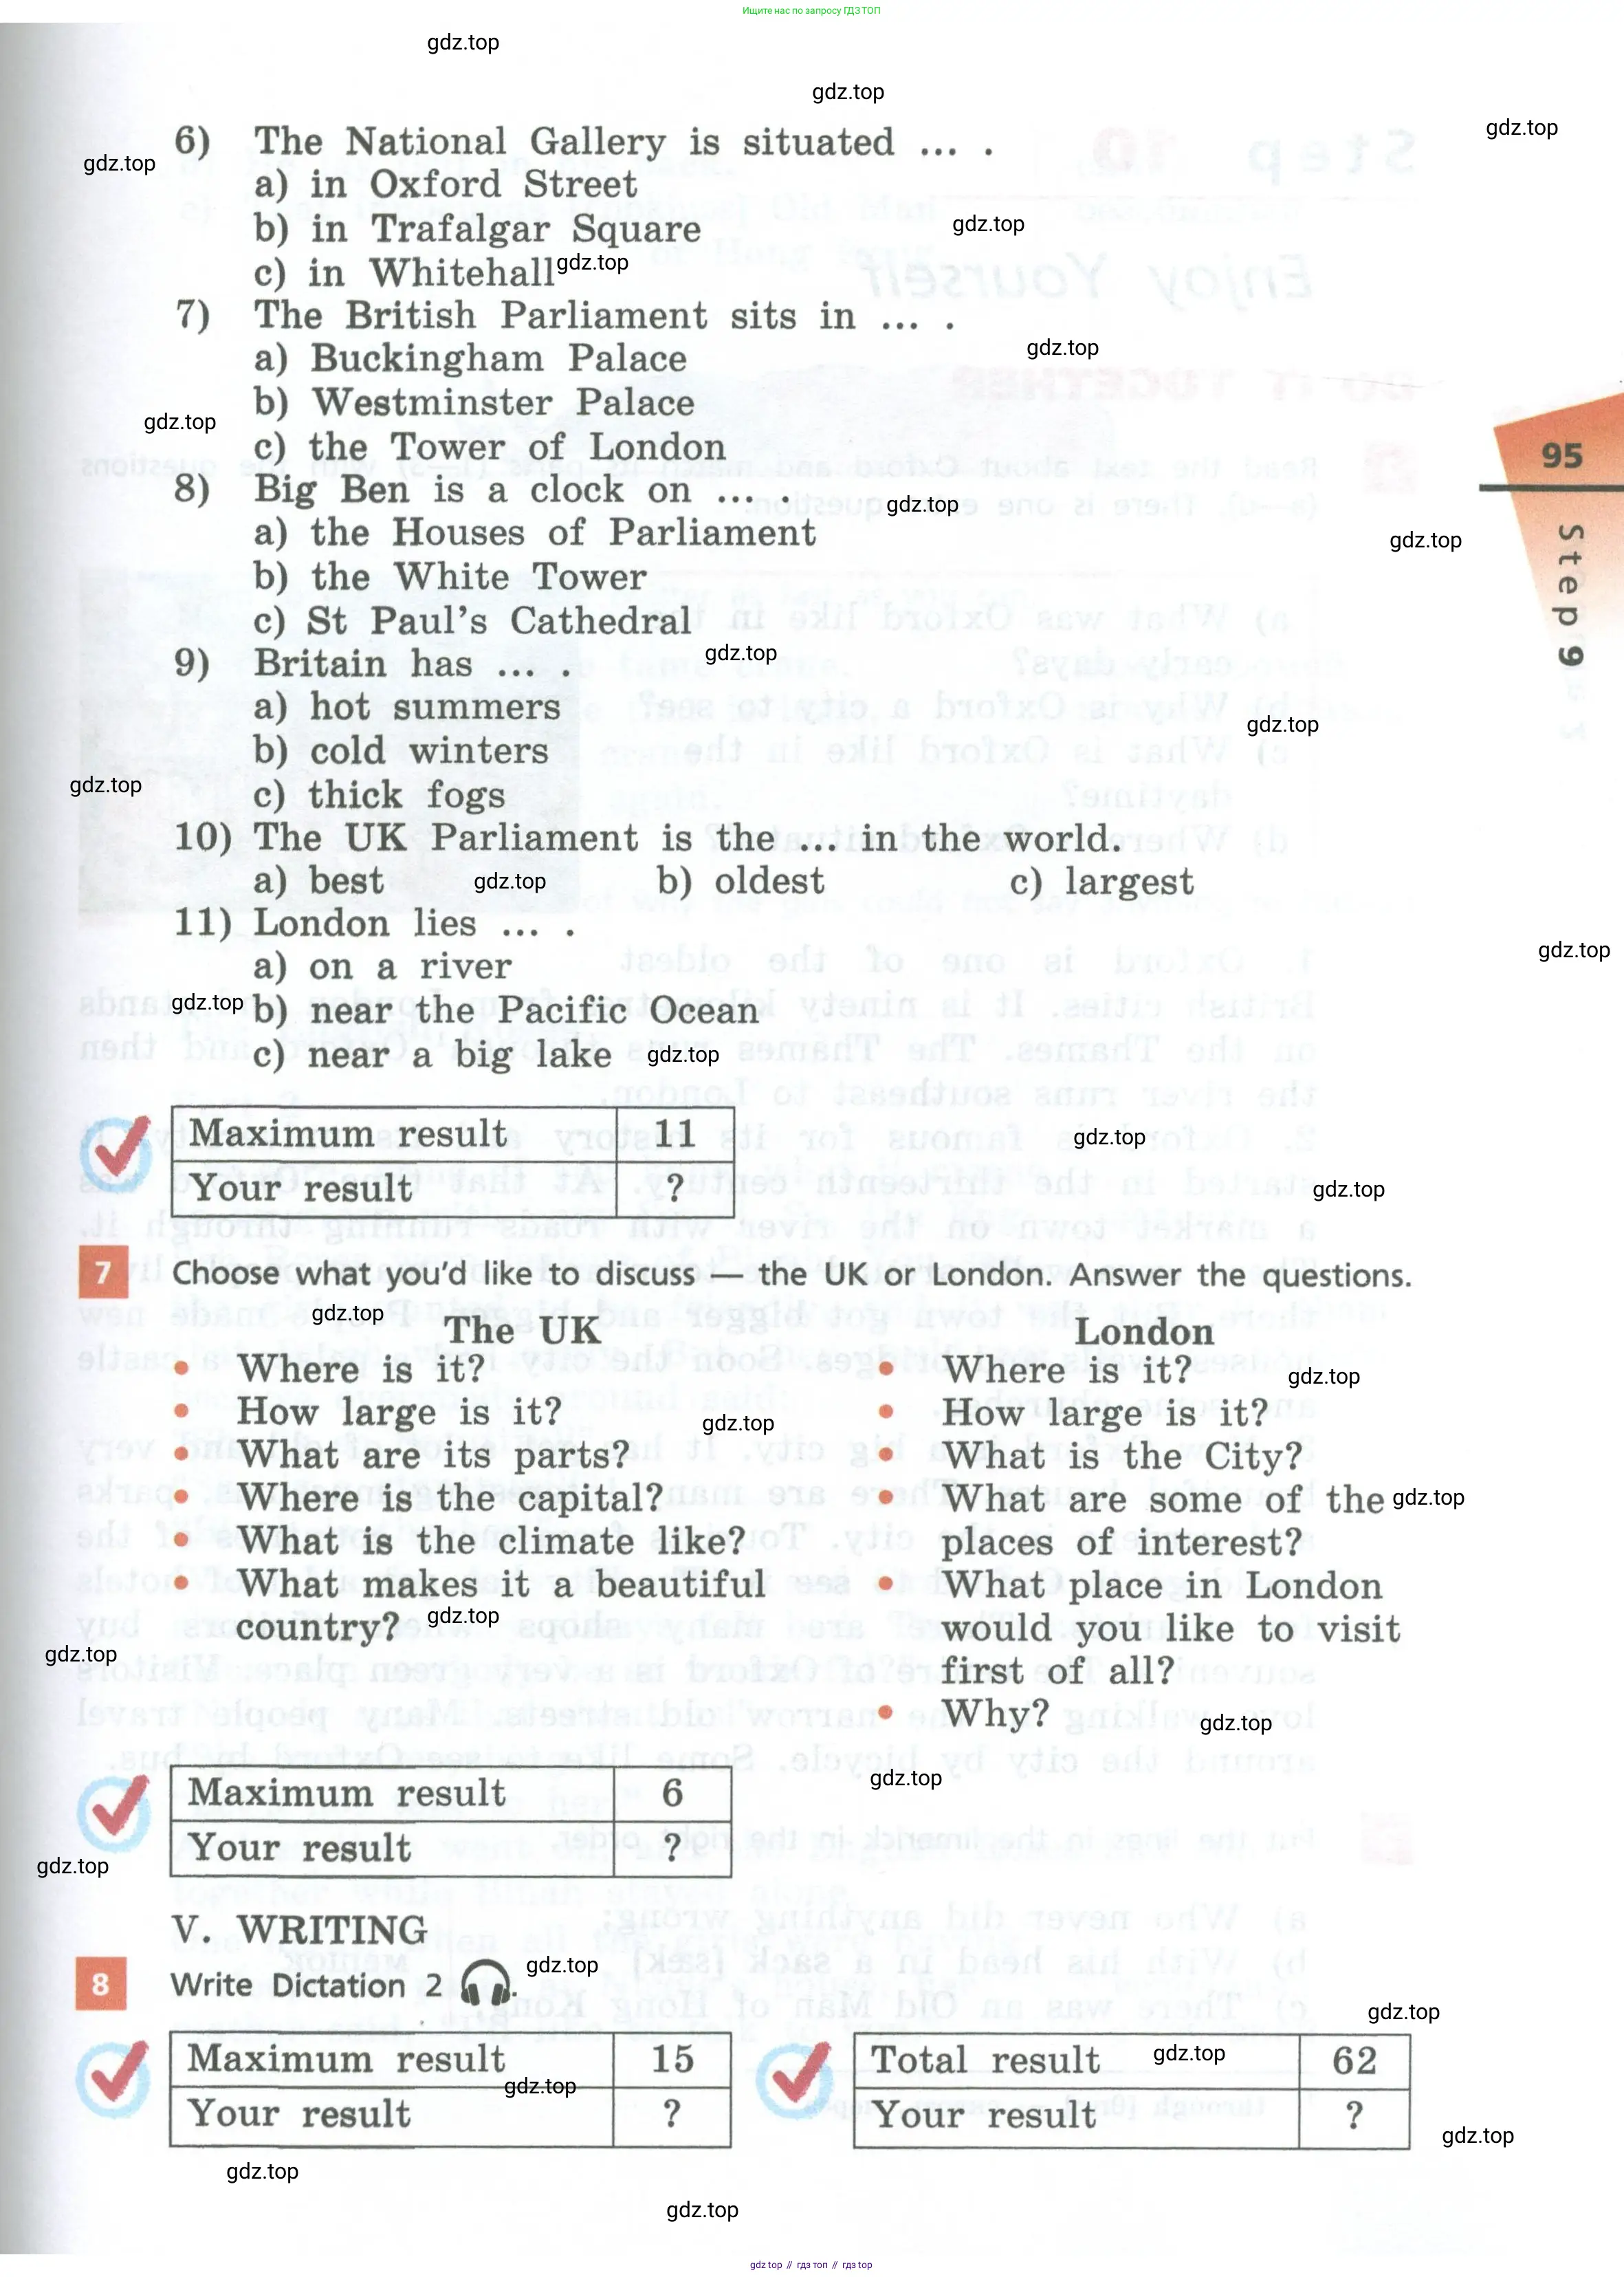 Ищите нас по запросу ГДЗ ТОП
gdz.top
gdz.top
gdz.top
6) The National Gallery is situated ... .
gdz.top
a) in Oxford Street
b) in Trafalgar Square
gdz.top
c) in Whitehall
gdz.top
7) The British Parliament sits in ... .
gdz.top
a) Buckingham Palace
b) Westminster Palace
gdz.top
c) the Tower of London
95
Step 9
8) Big Ben is a clock on ... .
gdz.top
a) the Houses of Parliament
gdz.top
b) the White Tower
c) St Paul's Cathedral
gdz.top
9) Britain has ... .
a) hot summers
gdz.top
b) cold winters
gdz.top
c) thick fogs
10) The UK Parliament is the ... in the world.
a) best b) oldest c) largest
gdz.top
11) London lies ... .
gdz.top
a) on a river
gdz.top
b) near the Pacific Ocean
c) near a big lake
gdz.top
Maximum result 11
gdz.top
Your result ?
gdz.top
7 Choose what you'd like to discuss — the UK or London. Answer the questions.
gdz.top
The UK
• Where is it?
• How large is it?
gdz.top
• What are its parts?
• Where is the capital?
• What is the climate like?
• What makes it a beautiful
country?
gdz.top
gdz.top
London
• Where is it?
gdz.top
• How large is it?
• What is the City?
• What are some of the
gdz.top
places of interest?
• What place in London
would you like to visit
first of all?
• Why?
gdz.top
gdz.top
Maximum result 6
Your result ?
gdz.top
V. WRITING
8 Write Dictation 2 .
gdz.top
gdz.top
Maximum result 15
gdz.top
Your result ?
Total result 62
gdz.top
Your result ?
gdz.top
gdz.top
gdz.top
gdz.top // гдз топ // гдз top